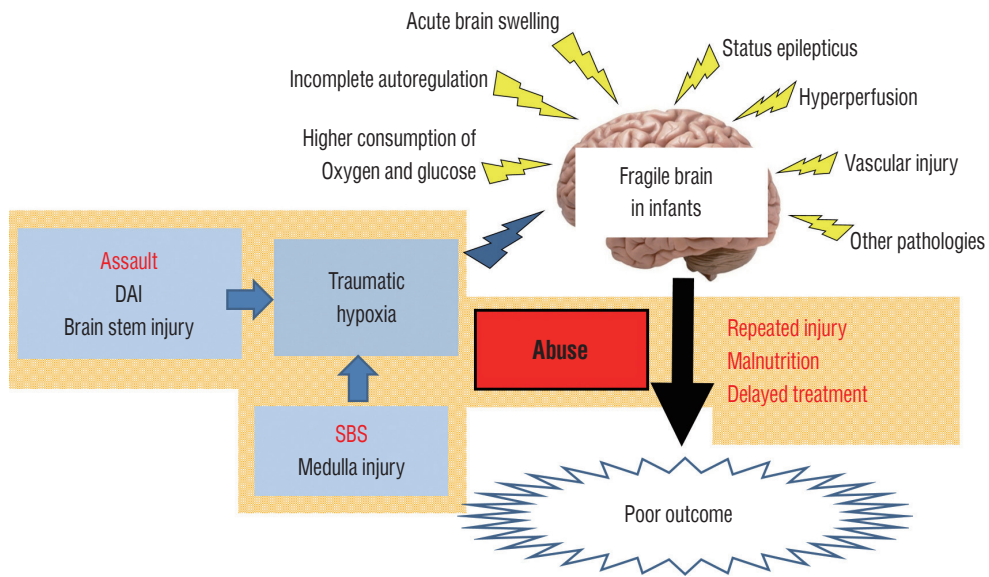 Acute brain swelling
Status epilepticus
Incomplete autoregulation
Hyperperfusion
Higher consumption of
Oxygen and glucose
Vascular injury
Fragile brain
in infants
Other pathologies
Assault
DAI
Brain stem injury
Traumatic
hypoxia
Abuse
Repeated injury
Malnutrition
Delayed treatment
SBS
Medulla injury
Poor outcome